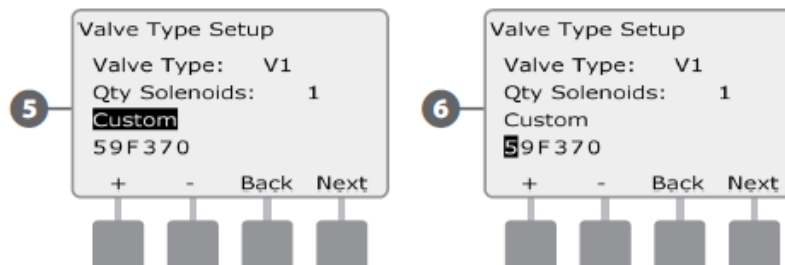 5
Valve Type Setup
Valve Type: V1
Qty Solenoids: 1
Custom
59F370
+ - Back Next
6
Valve Type Setup
Valve Type: V1
Qty Solenoids: 1
Custom
59F370
+ - Back Next